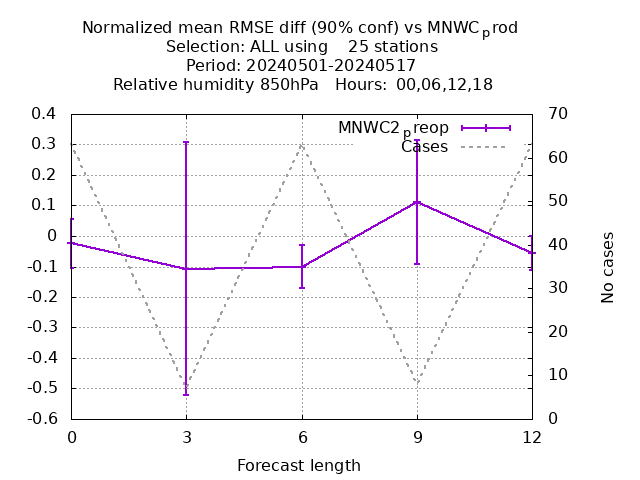 Normalized mean RMSE diff (90% conf) vs MNWC_prod
Selection: ALL using    25 stations
Period: 20240501-20240517
Relative humidity 850hPa   Hours: 00,06,12,18
MNWC2_preop
Cases
0.4
0.3
0.2
0.1
0
-0.1
-0.2
-0.3
-0.4
-0.5
-0.6
70
60
50
40
30
20
10
0
No cases
0 3 6 9 12
Forecast length